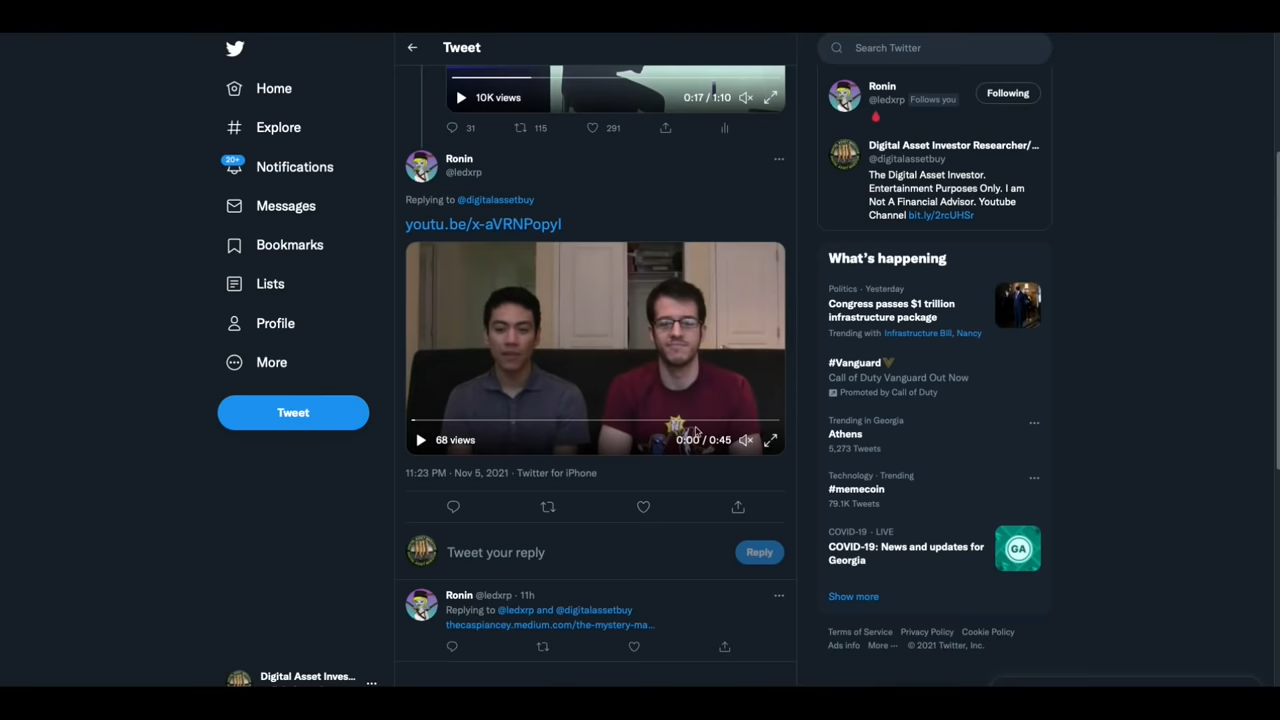 Home
Explore
20+
Notifications
Messages
Bookmarks
Lists
Profile
More
Tweet
Digital Asset Inves...
Tweet
10K views
0:17 / 1:10
31
115
291
Ronin
@ledxrp
Replying to @digitalassetbuy
youtu.be/x-aVRNPopyI
68 views
0:00 / 0:45
11:23 PM · Nov 5, 2021 · Twitter for iPhone
Tweet your reply
Reply
Ronin @ledxrp · 11h
Replying to @ledxrp and @digitalassetbuy
thecaspiancey.medium.com/the-mystery-ma...
Search Twitter
Ronin
@ledxrp Follows you
Following
Digital Asset Investor Researcher/...
@digitalassetbuy
The Digital Asset Investor.
Entertainment Purposes Only. I am
Not A Financial Advisor. Youtube
Channel bit.ly/2rcUHSr
What's happening
Politics · Yesterday
Congress passes $1 trillion
infrastructure package
Trending with Infrastructure Bill, Nancy
#Vanguard
Call of Duty Vanguard Out Now
Promoted by Call of Duty
Trending in Georgia
Athens
5,273 Tweets
Technology · Trending
#memecoin
79.1K Tweets
COVID-19 · LIVE
COVID-19: News and updates for
Georgia
GA
Show more
Terms of Service Privacy Policy Cookie Policy
Ads info More ··· © 2021 Twitter, Inc.